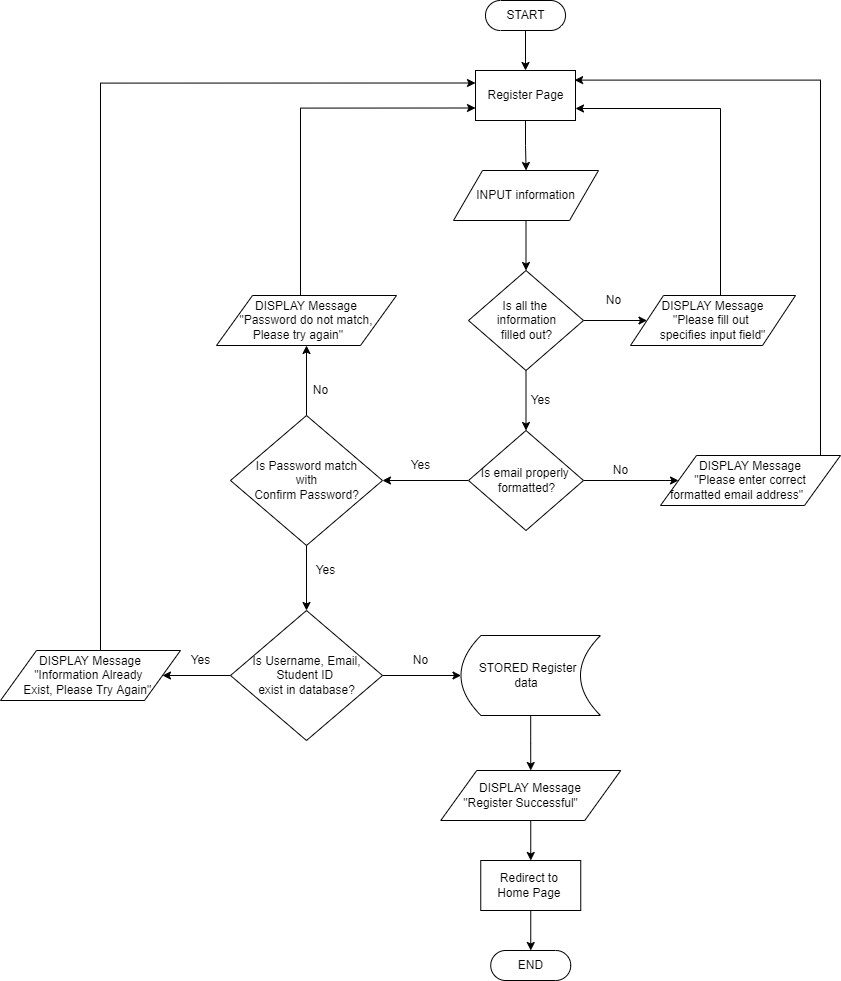 START
Register Page
INPUT information
DISPLAY Message
"Password do not match,
Please try again"
Is all the
information
filled out?
No
DISPLAY Message
"Please fill out
specifies input field"
No
Yes
Is Password match
with
Confirm Password?
Yes
Is email properly
formatted?
No
DISPLAY Message
"Please enter correct
formatted email address"
Yes
DISPLAY Message
"Information Already
Exist, Please Try Again"
Yes
Is Username, Email,
Student ID
exist in database?
No
STORED Register
data
DISPLAY Message
"Register Successful"
Redirect to
Home Page
END